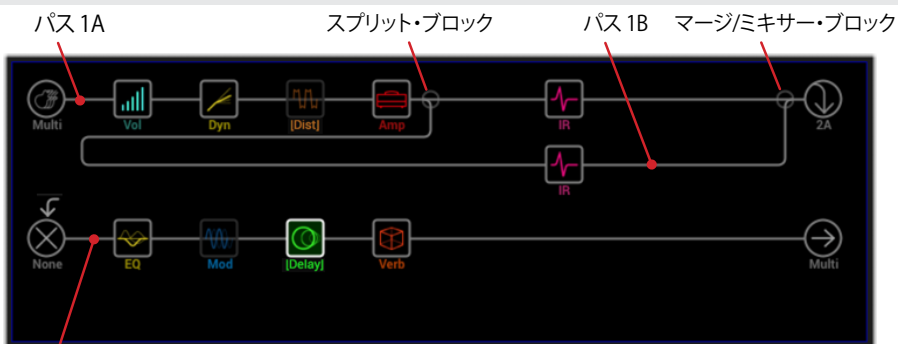 パス 1A スプリット・ブロック パス 1B マージ/ミキサー・ブロック
Multi Vol Dyn [Dist] Amp IR 2A
IR
None EQ Mod [Delay] Verb Multi